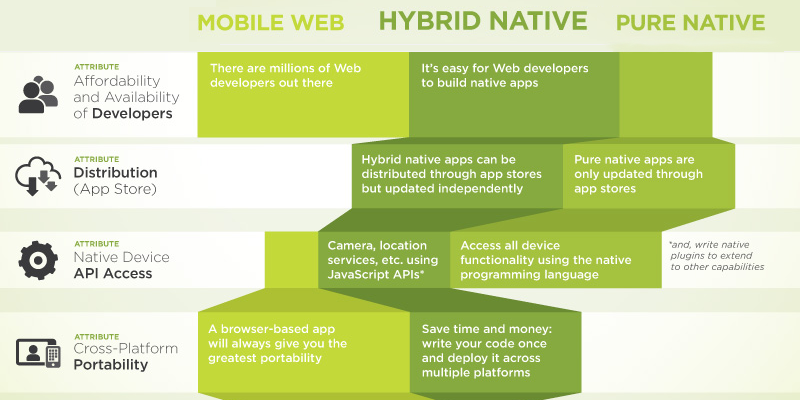 MOBILE WEB
HYBRID NATIVE
PURE NATIVE
ATTRIBUTE
Affordability
and Availability
of Developers
There are millions of Web
developers out there
It's easy for Web developers
to build native apps
ATTRIBUTE
Distribution
(App Store)
Hybrid native apps can be
distributed through app stores
but updated independently
Pure native apps are
only updated through
app stores
ATTRIBUTE
Native Device
API Access
Camera, location
services, etc. using
JavaScript APIs*
Access all device
functionality using the native
programming language
*and, write native
plugins to extend
to other capabilities
ATTRIBUTE
Cross-Platform
Portability
A browser-based app
will always give you the
greatest portability
Save time and money:
write your code once
and deploy it across
multiple platforms